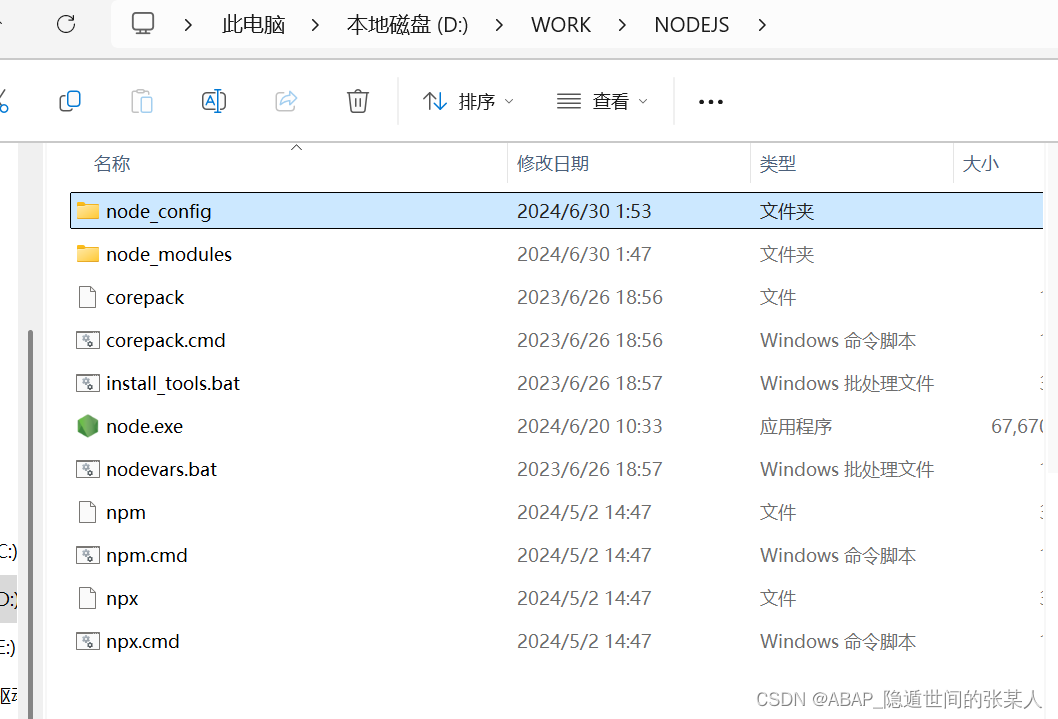 此电脑 本地磁盘 (D:) WORK NODEJS
排序 查看
名称 修改日期 类型 大小
node_config 2024/6/30 1:53 文件夹
node_modules 2024/6/30 1:47 文件夹
corepack 2023/6/26 18:56 文件
corepack.cmd 2023/6/26 18:56 Windows 命令脚本
install_tools.bat 2023/6/26 18:57 Windows 批处理文件
node.exe 2024/6/20 10:33 应用程序 67,670
nodevars.bat 2023/6/26 18:57 Windows 批处理文件
npm 2024/5/2 14:47 文件
C:)
npm.cmd 2024/5/2 14:47 Windows 命令脚本
D:)
npx 2024/5/2 14:47 文件
E:)
npx.cmd 2024/5/2 14:47 Windows 命令脚本
CSDN @ABAP_隐遁世间的张某人